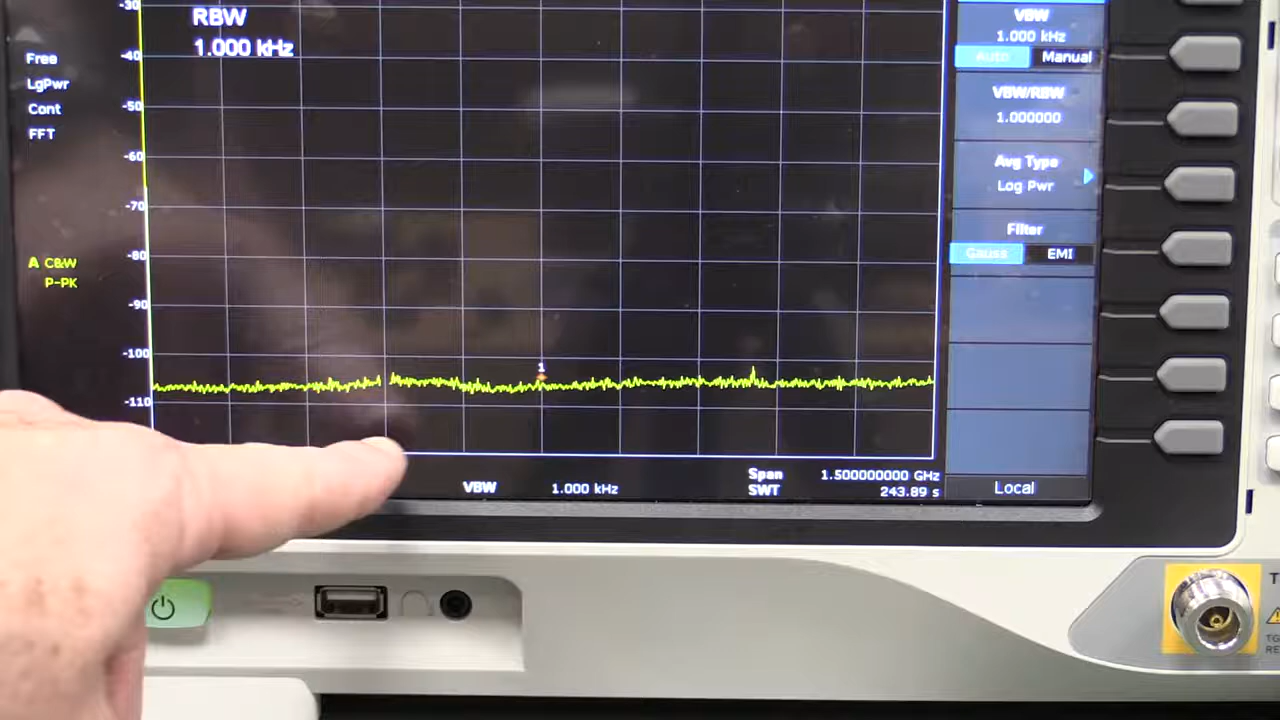 -30
RBW
1.000 kHz
-40
-50
-60
-70
-80
-90
-100
-110
Free
LgPwr
Cont
FFT
A C&W
P-PK
1
VBW
1.000 kHz
Span
1.500000000 GHz
SWT
243.89 s
VBW
1.000 kHz
Auto
Manual
VBW/RBW
1.000000
Avg Type
Log Pwr
Filter
Gauss
EMI
Local